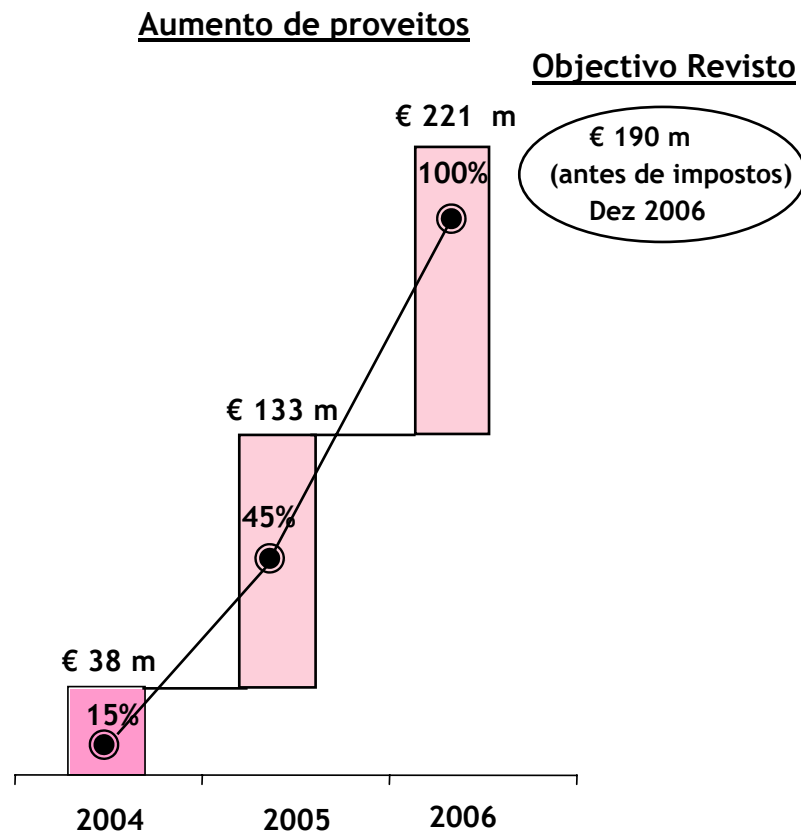 Aumento de proveitos
Objectivo Revisto
€ 221 m
€ 190 m
(antes de impostos)
Dez 2006
100%
€ 133 m
45%
€ 38 m
15%
2004 2005 2006